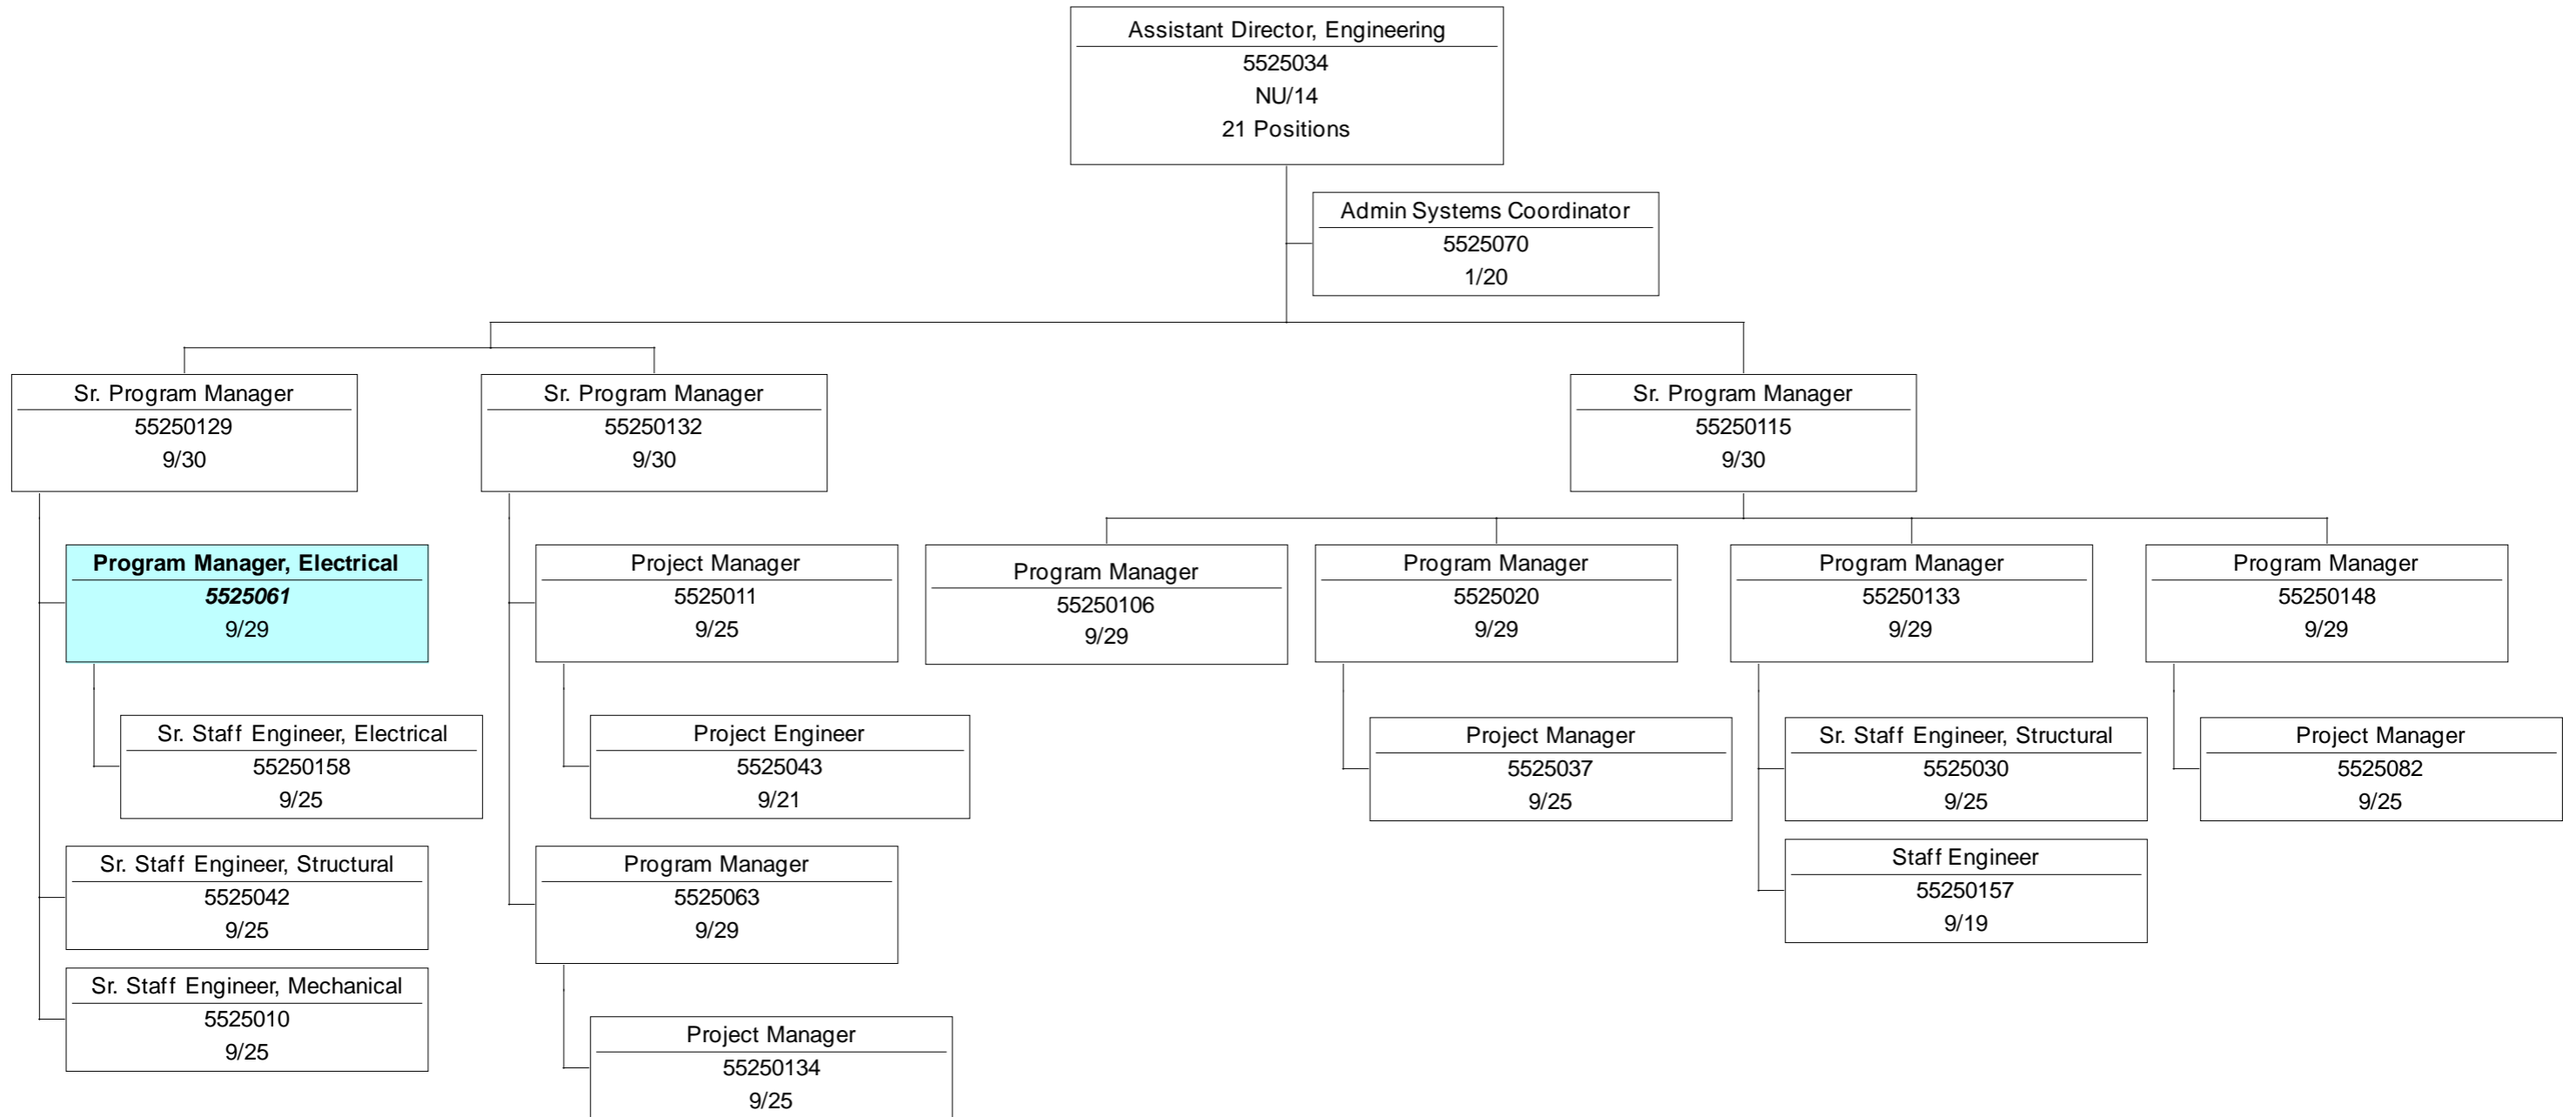 Assistant Director, Engineering
5525034
NU/14
21 Positions
Admin Systems Coordinator
5525070
1/20
Sr. Program Manager
55250129
9/30
Sr. Program Manager
55250132
9/30
Sr. Program Manager
55250115
9/30
Program Manager, Electrical
5525061
9/29
Project Manager
5525011
9/25
Program Manager
55250106
9/29
Program Manager
5525020
9/29
Program Manager
55250133
9/29
Program Manager
55250148
9/29
Sr. Staff Engineer, Electrical
55250158
9/25
Project Engineer
5525043
9/21
Project Manager
5525037
9/25
Sr. Staff Engineer, Structural
5525030
9/25
Project Manager
5525082
9/25
Sr. Staff Engineer, Structural
5525042
9/25
Program Manager
5525063
9/29
Staff Engineer
55250157
9/19
Sr. Staff Engineer, Mechanical
5525010
9/25
Project Manager
55250134
9/25